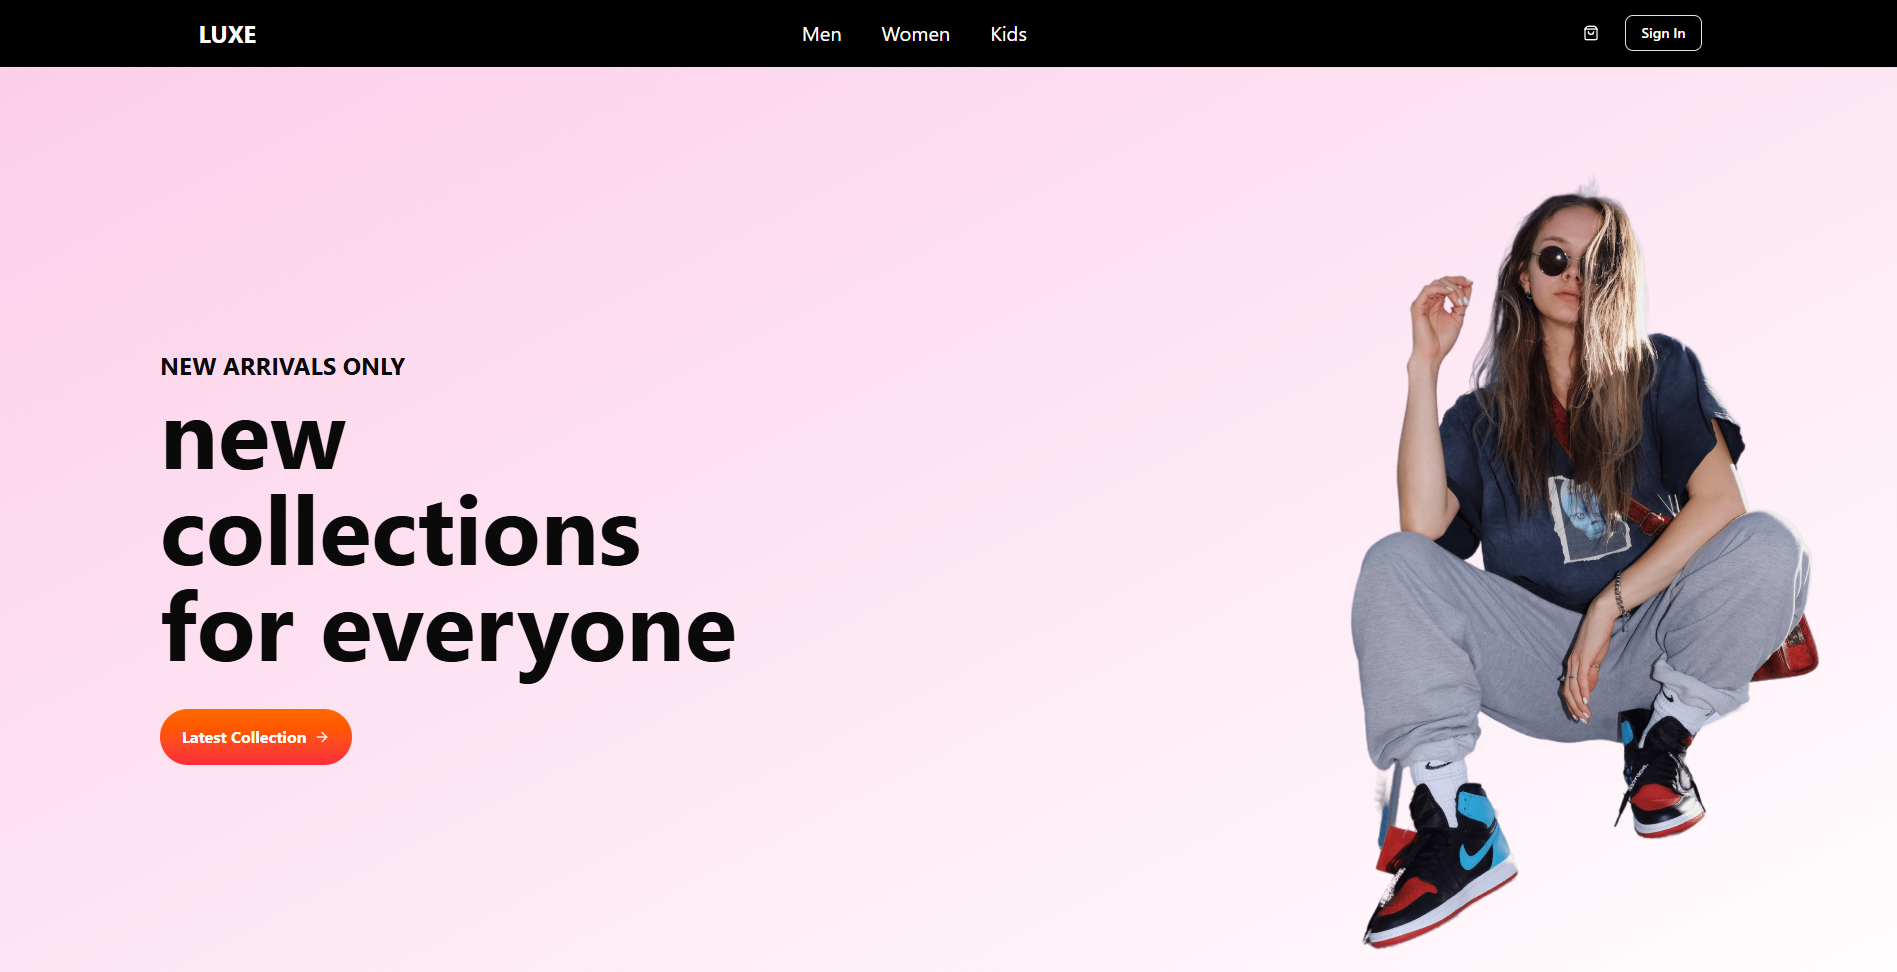 LUXE
Men Women Kids
Sign In
NEW ARRIVALS ONLY
new
collections
for everyone
Latest Collection →